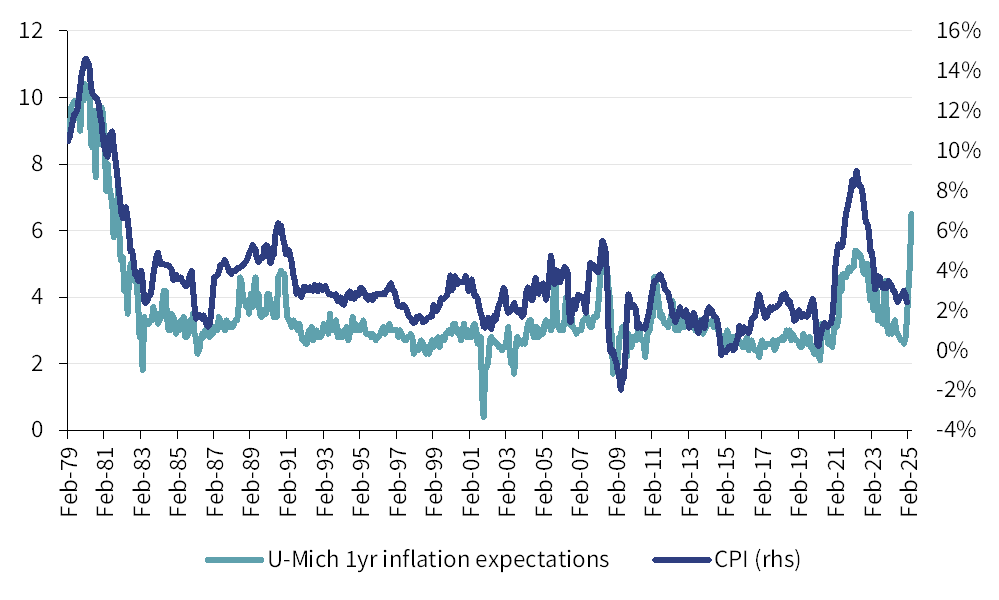 12
10
8
6
4
2
0
16%
14%
12%
10%
8%
6%
4%
2%
0%
-2%
-4%
Feb-79
Feb-81
Feb-83
Feb-85
Feb-87
Feb-89
Feb-91
Feb-93
Feb-95
Feb-97
Feb-99
Feb-01
Feb-03
Feb-05
Feb-07
Feb-09
Feb-11
Feb-13
Feb-15
Feb-17
Feb-19
Feb-21
Feb-23
Feb-25
U-Mich 1yr inflation expectations
CPI (rhs)